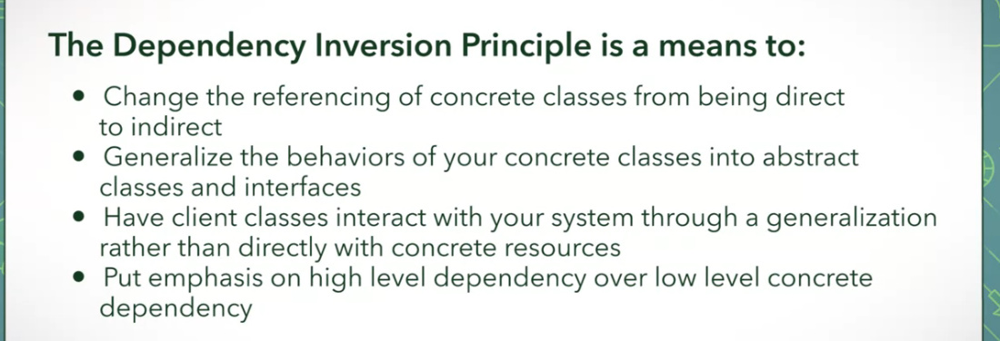 The Dependency Inversion Principle is a means to:
• Change the referencing of concrete classes from being direct
to indirect
• Generalize the behaviors of your concrete classes into abstract
classes and interfaces
• Have client classes interact with your system through a generalization
rather than directly with concrete resources
• Put emphasis on high level dependency over low level concrete
dependency